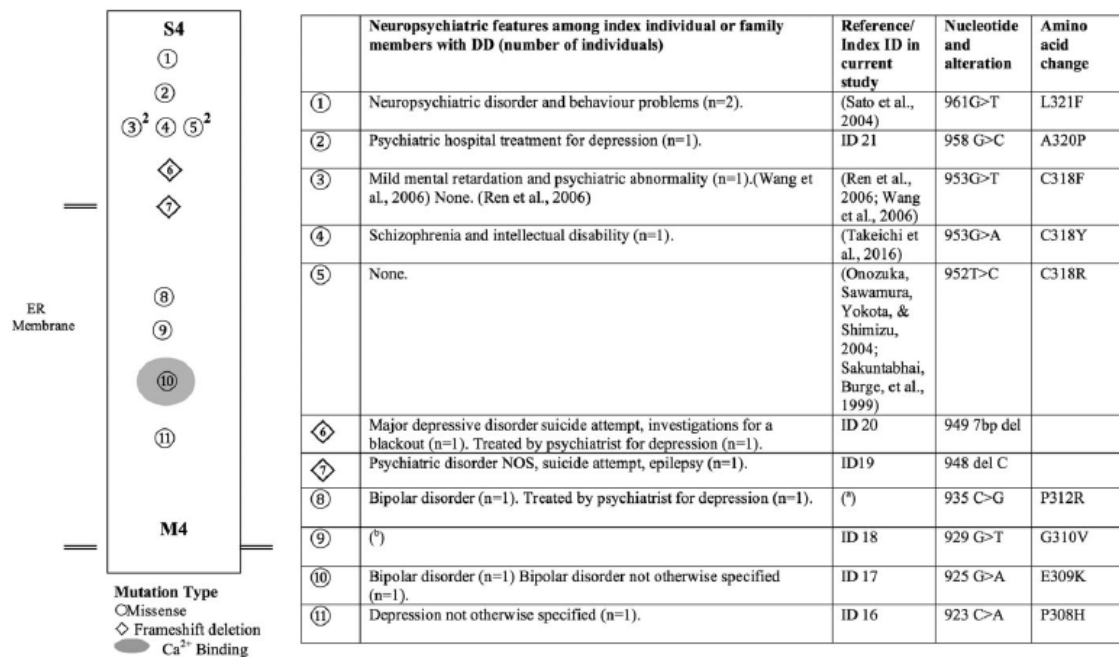 S4
①
②
③² ④ ⑤²
6
7
ER
Membrane
⑧
⑨
⑩
⑪
M4
Mutation Type
Missense
Frameshift deletion
Ca²⁺ Binding
Neuropsychiatric features among index individual or family
members with DD (number of individuals)
Reference/
Index ID in
current
study
Nucleotide
and
alteration
Amino
acid
change
①
Neuropsychiatric disorder and behaviour problems (n=2).
(Sato et al.,
2004)
961G>T
L321F
②
Psychiatric hospital treatment for depression (n=1).
ID 21
958 G>C
A320P
③
Mild mental retardation and psychiatric abnormality (n=1).(Wang et
al., 2006) None. (Ren et al., 2006)
(Ren et al.,
2006; Wang
et al., 2006)
953G>T
C318F
④
Schizophrenia and intellectual disability (n=1).
(Takeichi et
al., 2016)
953G>A
C318Y
⑤
None.
(Onozuka,
Sawamura,
Yokota, &
Shimizu,
2004;
Sakuntabhai,
Burge, et al.,
1999)
952T>C
C318R
6
Major depressive disorder suicide attempt, investigations for a
blackout (n=1). Treated by psychiatrist for depression (n=1).
ID 20
949 7bp del
7
Psychiatric disorder NOS, suicide attempt, epilepsy (n=1).
ID19
948 del C
⑧
Bipolar disorder (n=1). Treated by psychiatrist for depression (n=1).
(ᵃ)
935 C>G
P312R
⑨
(ᵇ)
ID 18
929 G>T
G310V
⑩
Bipolar disorder (n=1) Bipolar disorder not otherwise specified
(n=1).
ID 17
925 G>A
E309K
⑪
Depression not otherwise specified (n=1).
ID 16
923 C>A
P308H